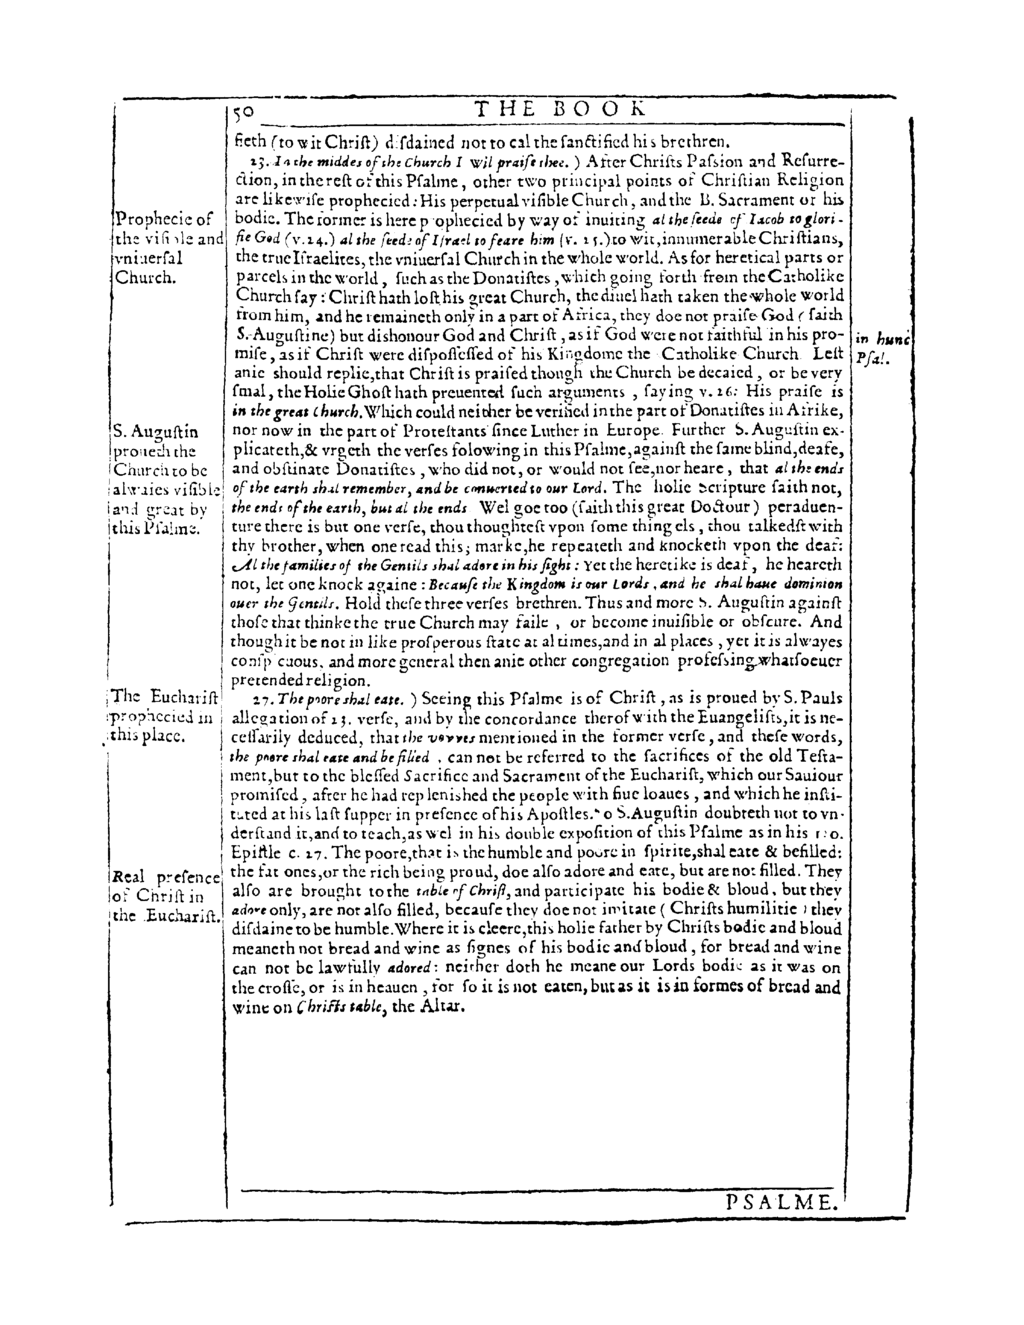 50
THE BOOK
fieth (to wit Chriſt) diſdained not to cal the ſanctified his brethren.
23. In the middes of the Church I wil praiſe thee. ) After Chriſts Paſsion and Reſurre-
ction, in the reſt of this Pſalme, other two principal points of Chriſtian Religion
are likewiſe prophecied: His perpetual viſible Church, and the B. Sacrament of his
bodie. The former is here prophecied by way of inuiting al the ſeede of Iacob to glori-
fie God (v. 24.) al the ſeede of Iſrael to feare him (v. 25.) to wit, innumerable Chriſtians,
the true Iſraelites, the vniuerſal Church in the whole world. As for heretical parts or
parcels in the world, ſuch as the Donatiſtes, which going forth from the Catholike
Church ſay: Chriſt hath loſt his great Church, the diuel hath taken the whole world
from him, and he remaineth only in a part of Africa, they doe not praiſe God (ſaith
S. Auguſtine) but dishonour God and Chriſt, as if God were not faithful in his pro-
miſe, as if Chriſt were diſpoſſeſſed of his Kingdome the Catholike Church. Leſt
anie should replie, that Chriſt is praiſed though the Church be decaied, or be very
ſmal, the Holie Ghoſt hath preuented ſuch arguments, ſaying v. 26: His praiſe is
in the great Church. Which could neither be verified in the part of Donatiſtes in Afrike,
nor now in the part of Proteſtants ſince Luther in Europe. Further S. Auguſtin ex-
plicateth, & vrgeth the verſes folowing in this Pſalme, againſt the ſame blind, deafe,
and obſtinate Donatiſtes, who did not, or would not ſee, nor heare, that al the ends
of the earth shal remember, and be conuerted to our Lord. The holie Scripture ſaith not,
the ends of the earth, but al the ends. Wel goe too (ſaith this great Doctour) peraduen-
ture there is but one verſe, thou thoughteſt vpon ſome thing els, thou talkedſt with
thy brother, when one read this; marke, he repeateth and knocketh vpon the deaf:
Al the families of the Gentils shal adore in his ſight: Yet the heretike is deaf, he heareth
not, let one knock againe: Becauſe the Kingdom is our Lords, and he shal haue dominion
ouer the Gentils. Hold theſe three verſes brethren. Thus and more S. Auguſtin againſt
thoſe that thinke the true Church may faile, or become inuiſible or obſcure. And
though it be not in like proſperous ſtate at al times, and in al places, yet it is alwayes
conſpicuous, and more general then anie other congregation profeſsing whatſoeuer
pretended religion.
27. The poore shal eate. ) Seeing this Pſalme is of Chriſt, as is proued by S. Pauls
allegation of 23. verſe, and by the concordance therof with the Euangeliſts, it is ne-
ceſſarily deduced, that the vowes mentioned in the former verſe, and theſe words,
the poore shal eate and be filled, can not be referred to the ſacrifices of the old Teſta-
ment, but to the bleſſed Sacrifice and Sacrament of the Euchariſt, which our Sauiour
promiſed, after he had replenished the people with fiue loaues, and which he inſti-
tuted at his laſt ſupper in preſence of his Apoſtles. So S. Auguſtin doubteth not to vn-
derſtand it, and to teach, as wel in his double expoſition of this Pſalme as in his 120.
Epiſtle c. 27. The poore, that is the humble and poore in ſpirite, shal eate & be filled:
the fat ones, or the rich being proud, doe alſo adore and eate, but are not filled. They
alſo are brought to the table of Chriſt, and participate his bodie & bloud, but they
adore only, are not alſo filled, becauſe they doe not imitate (Chriſts humilitie) they
diſdaine to be humble. Where it is cleere, this holie father by Chriſts bodie and bloud
meaneth not bread and wine as ſignes of his bodie and bloud, for bread and wine
can not be lawfully adored: neither doth he meane our Lords bodie as it was on
the croſſe, or is in heauen, for ſo it is not eaten, but as it is in formes of bread and
wine on Chriſts table, the Altar.
Prophecie of
the viſible and
vniuerſal
Church.
S. Auguſtin
proueth the
Church to be
alwaies viſible
and great by
this Pſalme.
The Euchariſt
prophecied in
this place.
Real preſence
of Chriſt in
the Euchariſt.
in hunc
Pſal.
PSALME.